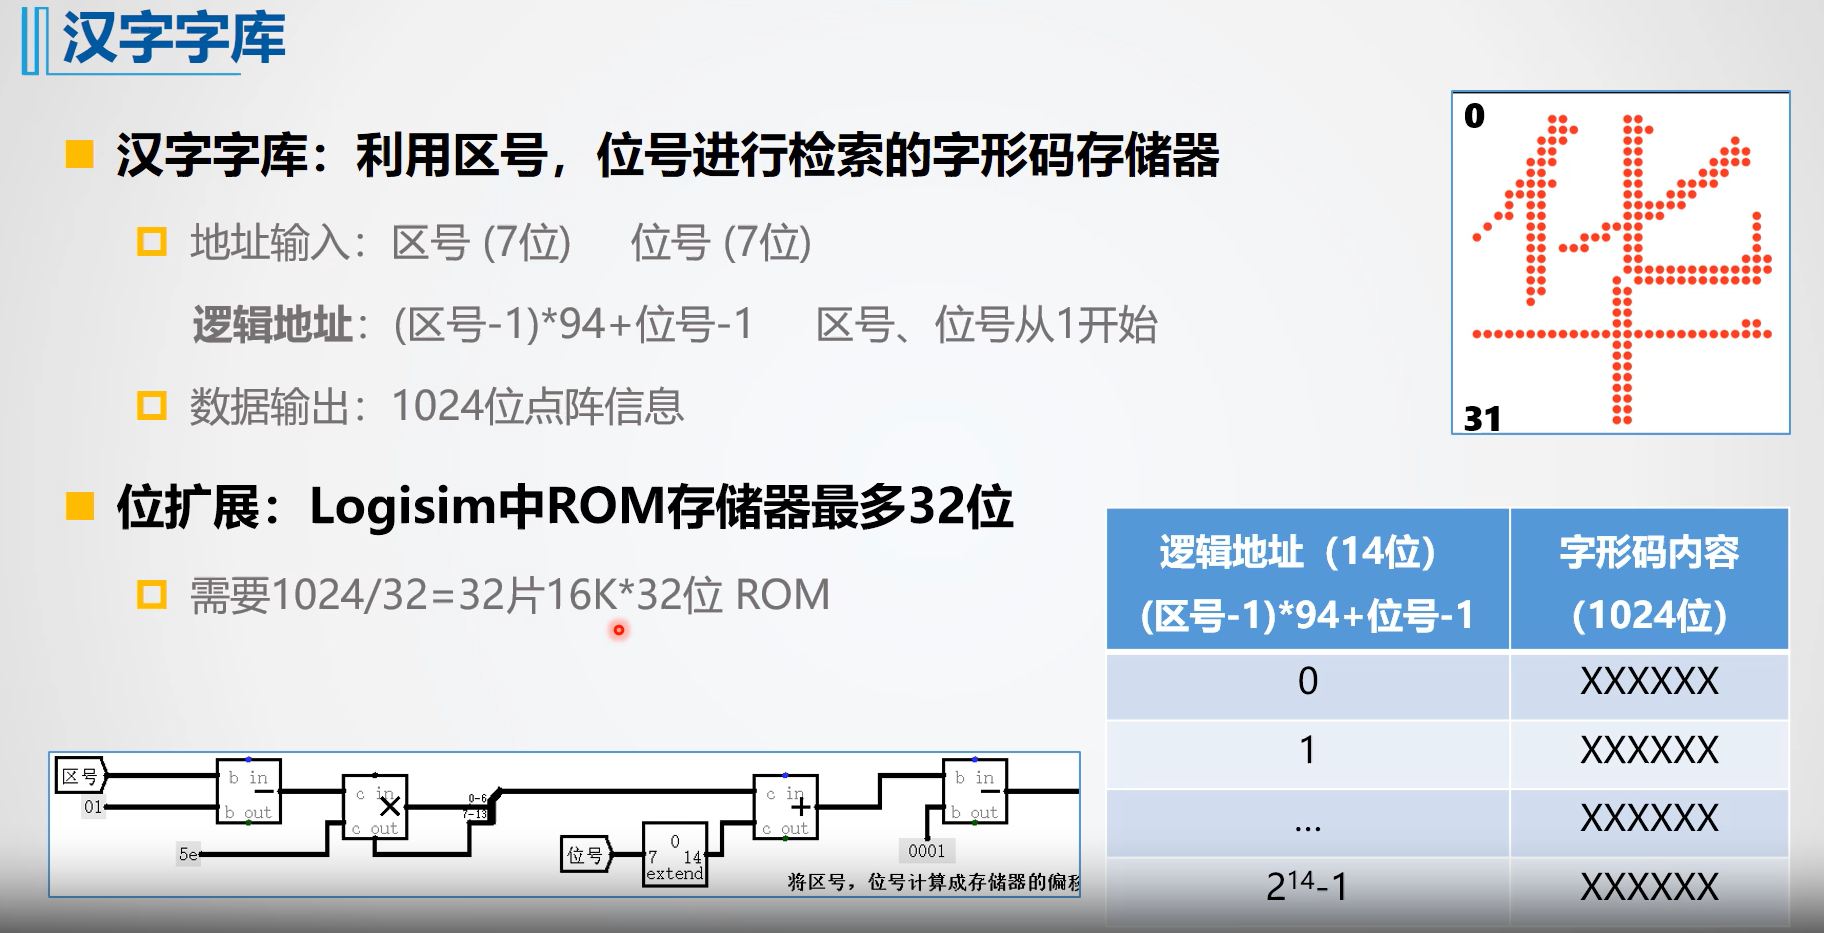 汉字字库
汉字字库：利用区号，位号进行检索的字形码存储器
地址输入：区号 (7位) 位号 (7位)
逻辑地址：(区号-1)*94+位号-1 区号、位号从1开始
数据输出：1024位点阵信息
0
31
位扩展：Logisim中ROM存储器最多32位
需要1024/32=32片16K*32位 ROM
逻辑地址（14位） 字形码内容
(区号-1)*94+位号-1 (1024位)
0 XXXXXX
1 XXXXXX
... XXXXXX
2¹⁴-1 XXXXXX
区号
01
b in
b out
5e
c in
c out
0-6
7-13
位号
0
7 14
extend
c in
c out
b in
b out
0001
将区号，位号计算成存储器的偏移